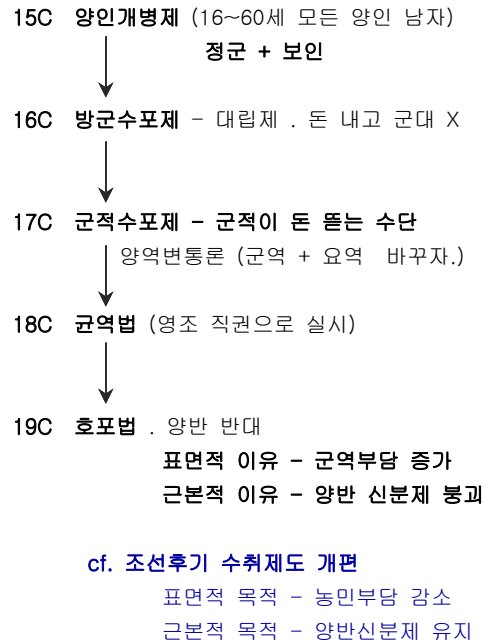 15C 양인개병제 (16~60세 모든 양인 남자)
정군 + 보인
16C 방군수포제 - 대립제 . 돈 내고 군대 X
17C 군적수포제 - 군적이 돈 뜯는 수단
양역변통론 (군역 + 요역 바꾸자.)
18C 균역법 (영조 직권으로 실시)
19C 호포법 . 양반 반대
표면적 이유 - 군역부담 증가
근본적 이유 - 양반 신분제 붕괴
cf. 조선후기 수취제도 개편
표면적 목적 - 농민부담 감소
근본적 목적 - 양반신분제 유지